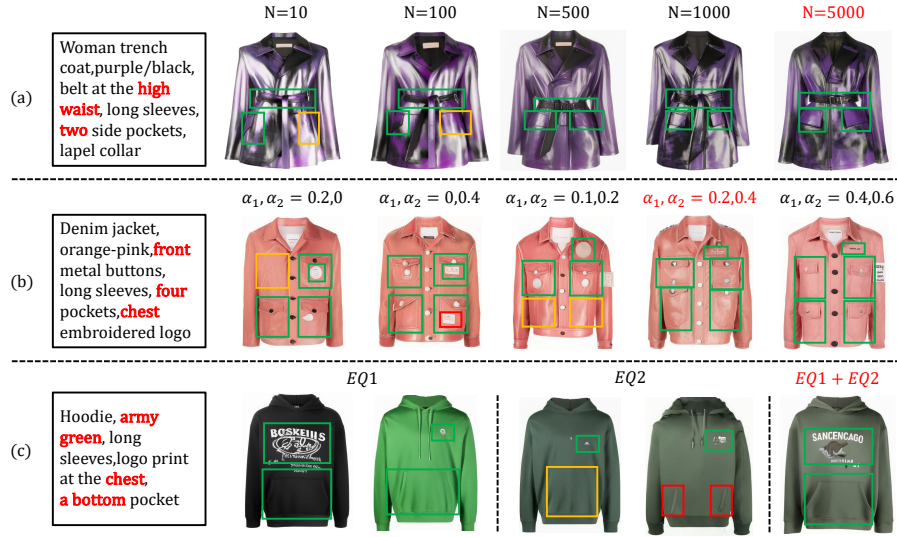 N=10 N=100 N=500 N=1000 N=5000
(a)
Woman trench
coat,purple/black,
belt at the high
waist, long sleeves,
two side pockets,
lapel collar
α₁, α₂ = 0.2,0 α₁, α₂ = 0,0.4 α₁, α₂ = 0.1,0.2 α₁, α₂ = 0.2,0.4 α₁, α₂ = 0.4,0.6
(b)
Denim jacket,
orange-pink,front
metal buttons,
long sleeves, four
pockets,chest
embroidered logo
EQ1 EQ2 EQ1 + EQ2
(c)
Hoodie, army
green, long
sleeves,logo print
at the chest,
a bottom pocket
SANCENCAGO